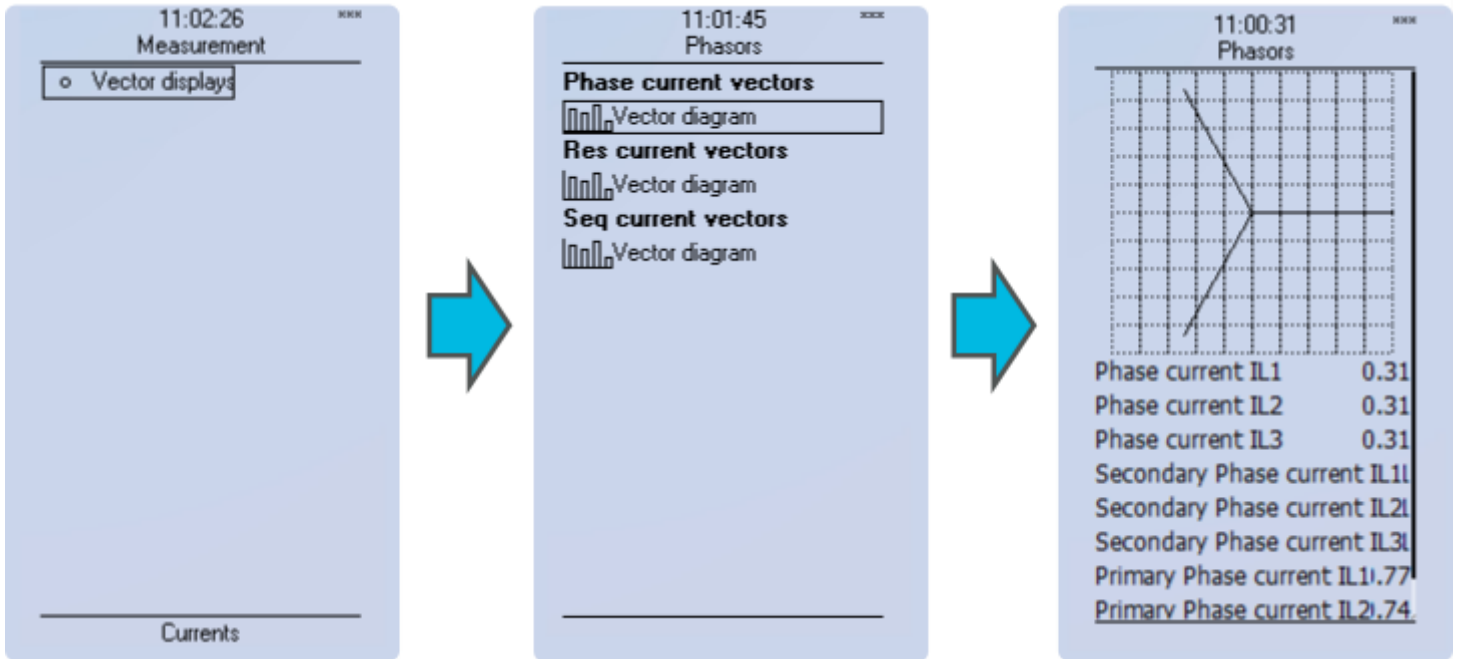 11:02:26 ×××
Measurement
Vector displays
Currents
11:01:45 ×××
Phasors
Phase current vectors
Vector diagram
Res current vectors
Vector diagram
Seq current vectors
Vector diagram
11:00:31 ×××
Phasors
Phase current IL1 0.31
Phase current IL2 0.31
Phase current IL3 0.31
Secondary Phase current IL1
Secondary Phase current IL2
Secondary Phase current IL3
Primary Phase current IL1 .77
Primary Phase current IL2 .74